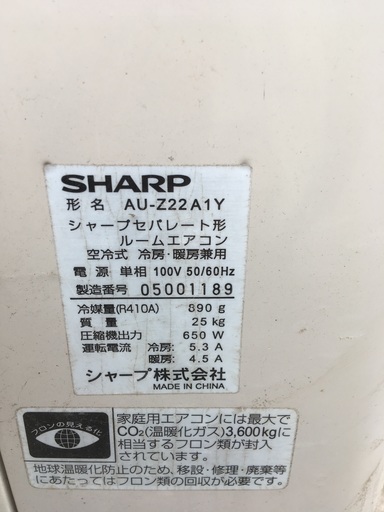 SHARP
形名 AU-Z22A1Y
シャープセパレート形
ルームエアコン
空冷式 冷房・暖房兼用
電源 単相 100V 50/60Hz
製造番号 05001189
冷媒量(R410A) 890 g
質量 25 kg
圧縮機出力 650 W
運転電流 冷房: 5.3 A
暖房: 4.5 A
シャープ株式会社
MADE IN CHINA
フロンの見える化
家庭用エアコンには最大で
CO₂(温暖化ガス)3,600kgに
相当するフロン類が封入
されています。
地球温暖化防止のため、移設・修理・廃棄等
にあたってはフロン類の回収が必要です。